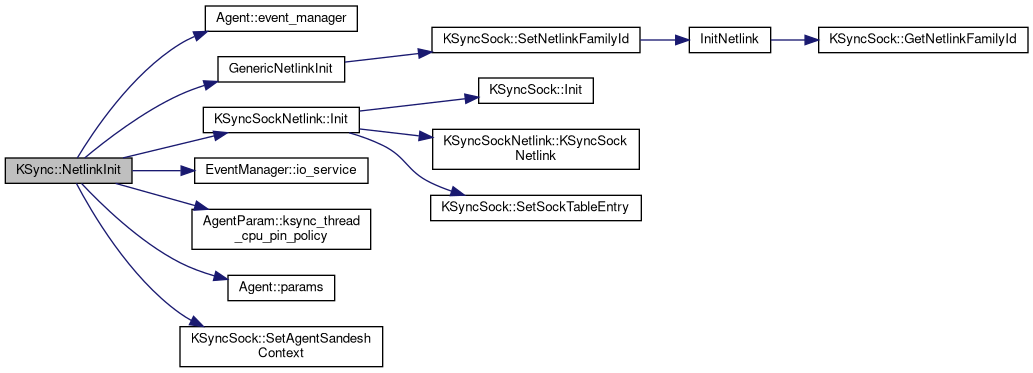 KSync::NetlinkInit
Agent::event_manager
GenericNetlinkInit
KSyncSock::SetNetlinkFamilyId
InitNetlink
KSyncSock::GetNetlinkFamilyId
KSyncSockNetlink::Init
KSyncSock::Init
KSyncSockNetlink::KSyncSock
Netlink
KSyncSock::SetSockTableEntry
EventManager::io_service
AgentParam::ksync_thread
_cpu_pin_policy
Agent::params
KSyncSock::SetAgentSandesh
Context